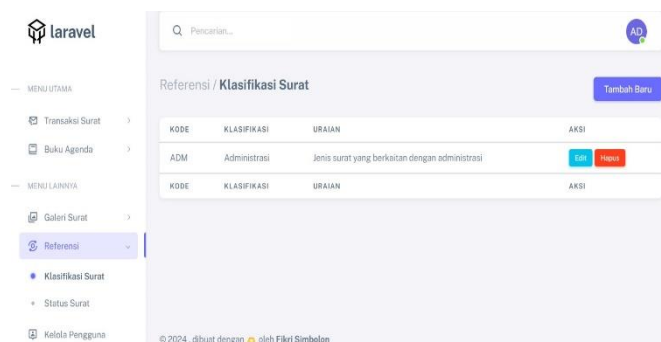 laravel
MENU UTAMA
Transaksi Surat
Buku Agenda
MENU LAINNYA
Galeri Surat
Referensi
Klasifikasi Surat
Status Surat
Kelola Pengguna
Pencarian...
AD
Referensi / Klasifikasi Surat
Tambah Baru
KODE KLASIFIKASI URAIAN AKSI
ADM Administrasi Jenis surat yang berkaitan dengan administrasi Edit Hapus
KODE KLASIFIKASI URAIAN AKSI
© 2024 , dibuat dengan oleh Fikri Simbolon